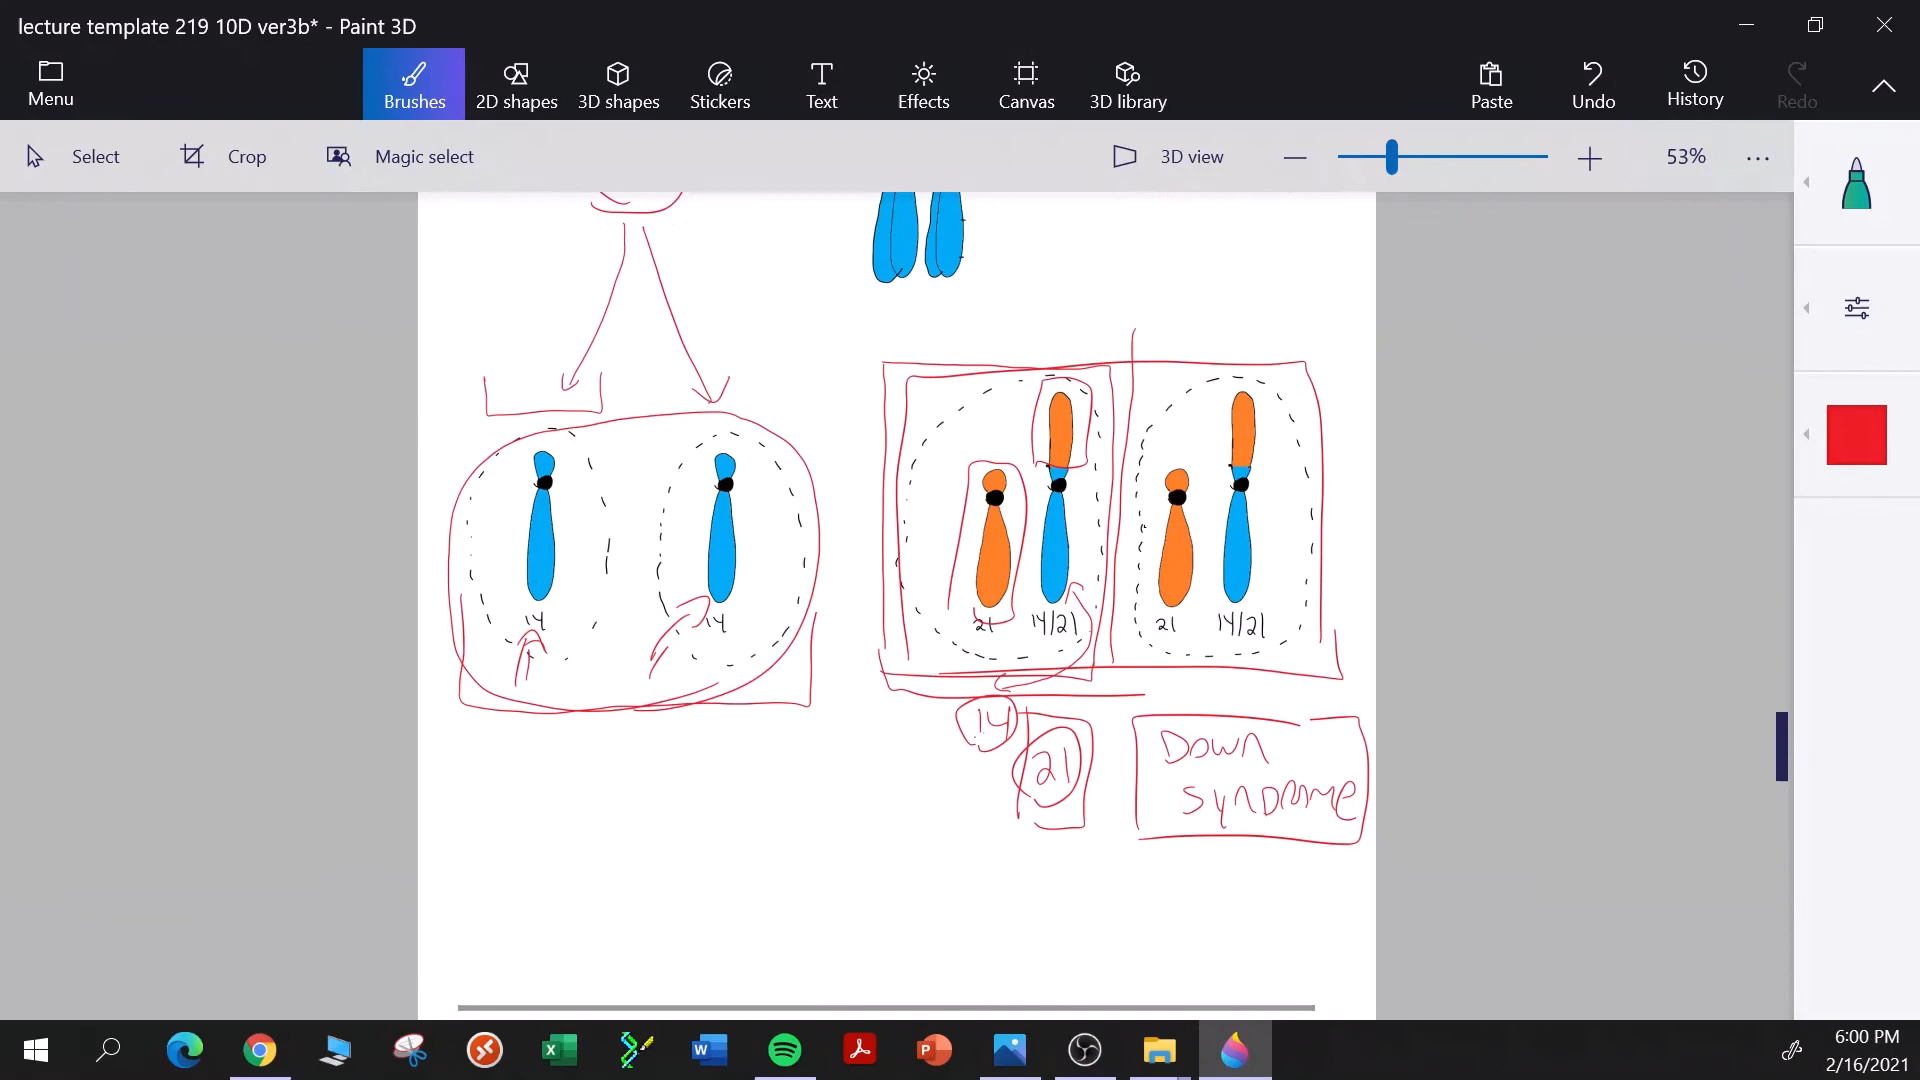 lecture template 219 10D ver3b* - Paint 3D
Menu
Brushes
2D shapes
3D shapes
Stickers
Text
Effects
Canvas
3D library
Paste
Undo
History
Redo
Select
Crop
Magic select
3D view
53%
14
14
21
14/21
21
14/21
14
21
DOWN
SYNDROME
6:00 PM
2/16/2021